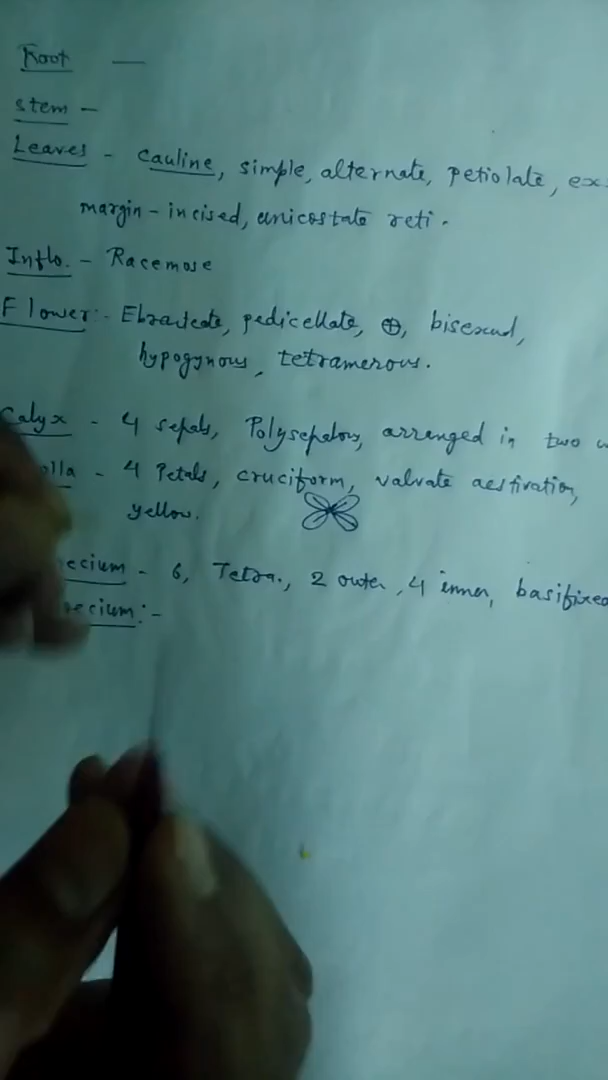 Root —
stem -
Leaves - cauline, simple, alternate, petiolate, ex
margin - incised, unicostate reti.
Inflo. - Racemose
Flower:- Ebracteate, pedicellate, ⊕, bisexual,
hypogynous, tetramerous.
Calyx - 4 sepals, Polysepalous, arranged in two w
olla - 4 Petals, cruciform, valvate aestivation,
yellow.
ecium - 6, Tetra., 2 outer, 4 inner, basifixed
ecium:-